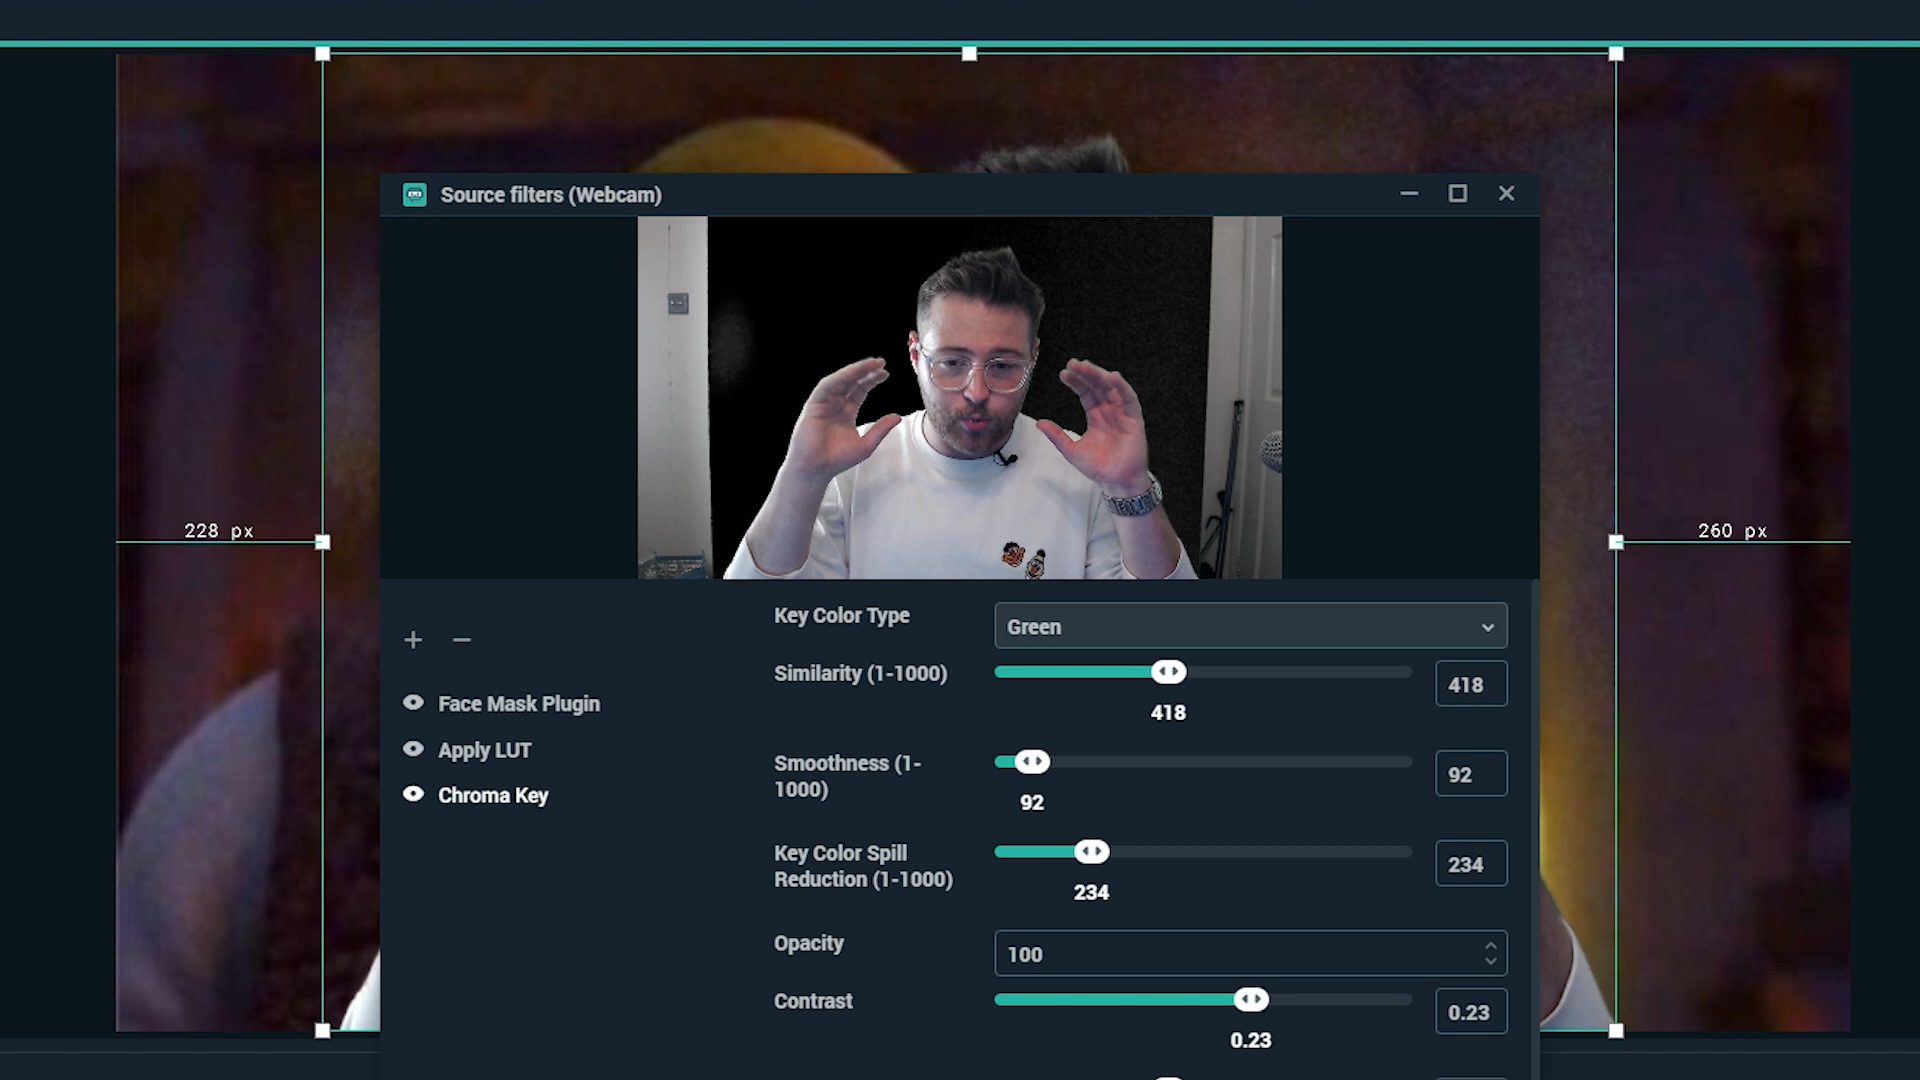 Source filters (Webcam)
228 px
260 px
Key Color Type
Green
Similarity (1-1000)
418
418
Face Mask Plugin
Apply LUT
Chroma Key
Smoothness (1-
1000)
92
92
Key Color Spill
Reduction (1-1000)
234
234
Opacity
100
Contrast
0.23
0.23